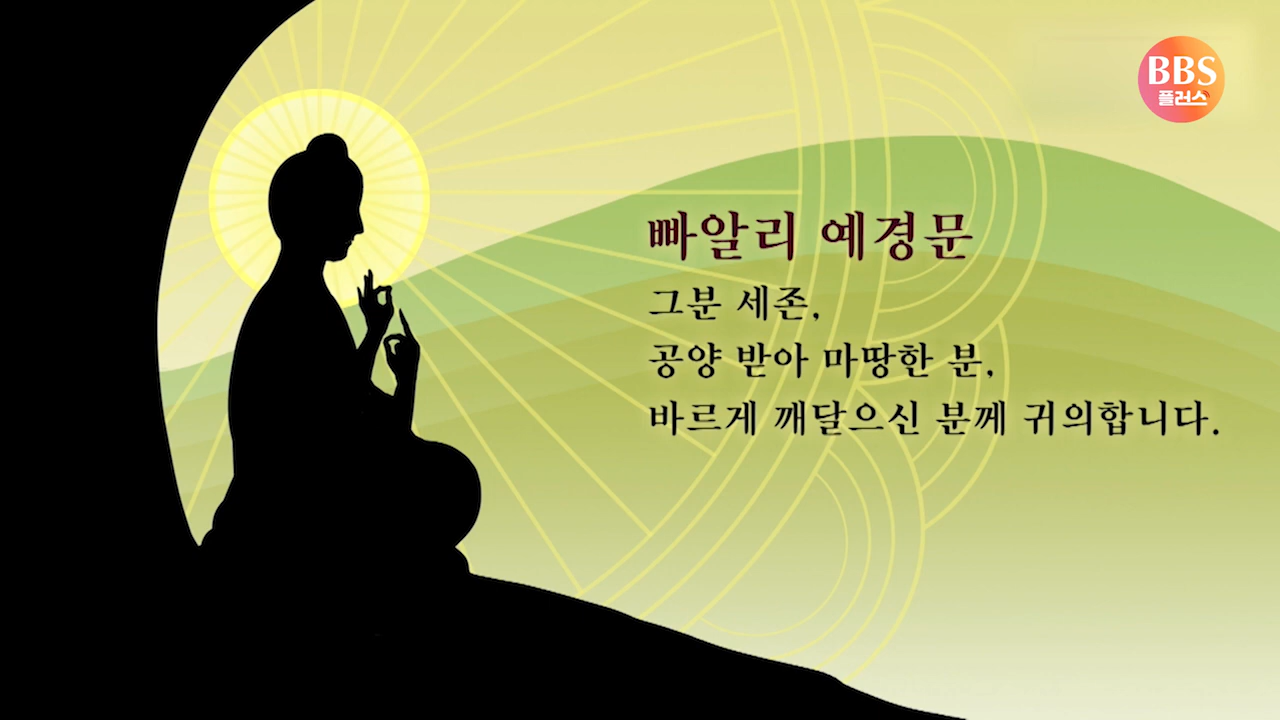 BBS
플러스
빠알리 예경문
그분 세존,
공양 받아 마땅한 분,
바르게 깨달으신 분께 귀의합니다.